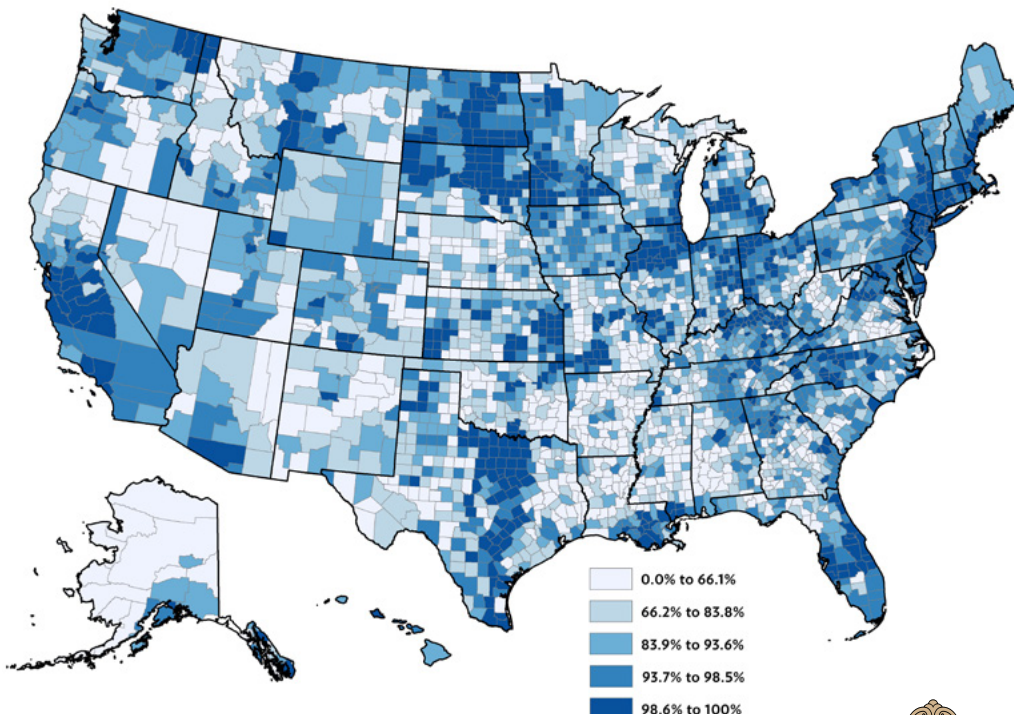 0.0% to 66.1%
66.2% to 83.8%
83.9% to 93.6%
93.7% to 98.5%
98.6% to 100%